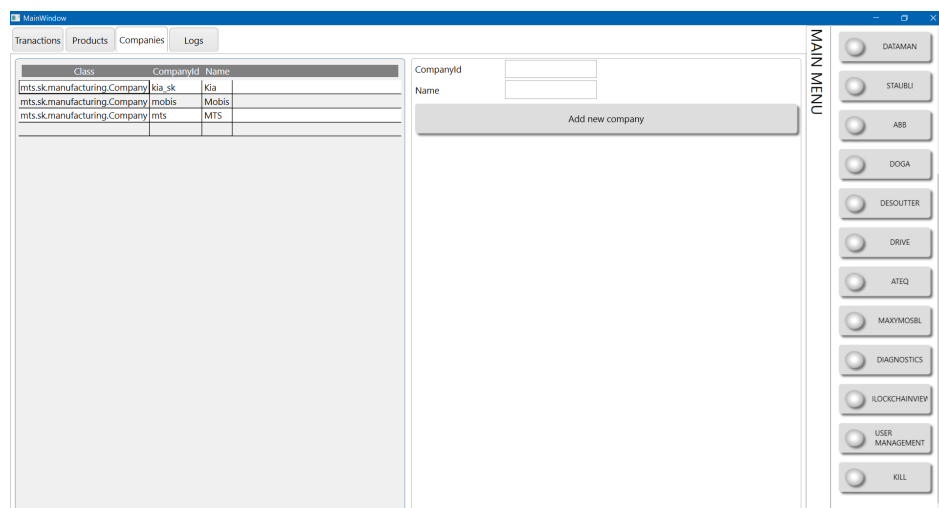 MainWindow
Tranactions Products Companies Logs
Class CompanyId Name
mts.sk.manufacturing.Company kia_sk Kia
mts.sk.manufacturing.Company mobis Mobis
mts.sk.manufacturing.Company mts MTS
CompanyId
Name
Add new company
MAIN MENU
DATAMAN
STAUBLI
ABB
DOGA
DESOUTTER
DRIVE
ATEQ
MAXYMOSBL
DIAGNOSTICS
LOCKCHAINVIEW
USER
MANAGEMENT
KILL